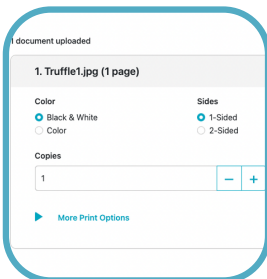 1 document uploaded
1. Truffle1.jpg (1 page)
Color
Sides
Black & White
1-Sided
Color
2-Sided
Copies
1
More Print Options